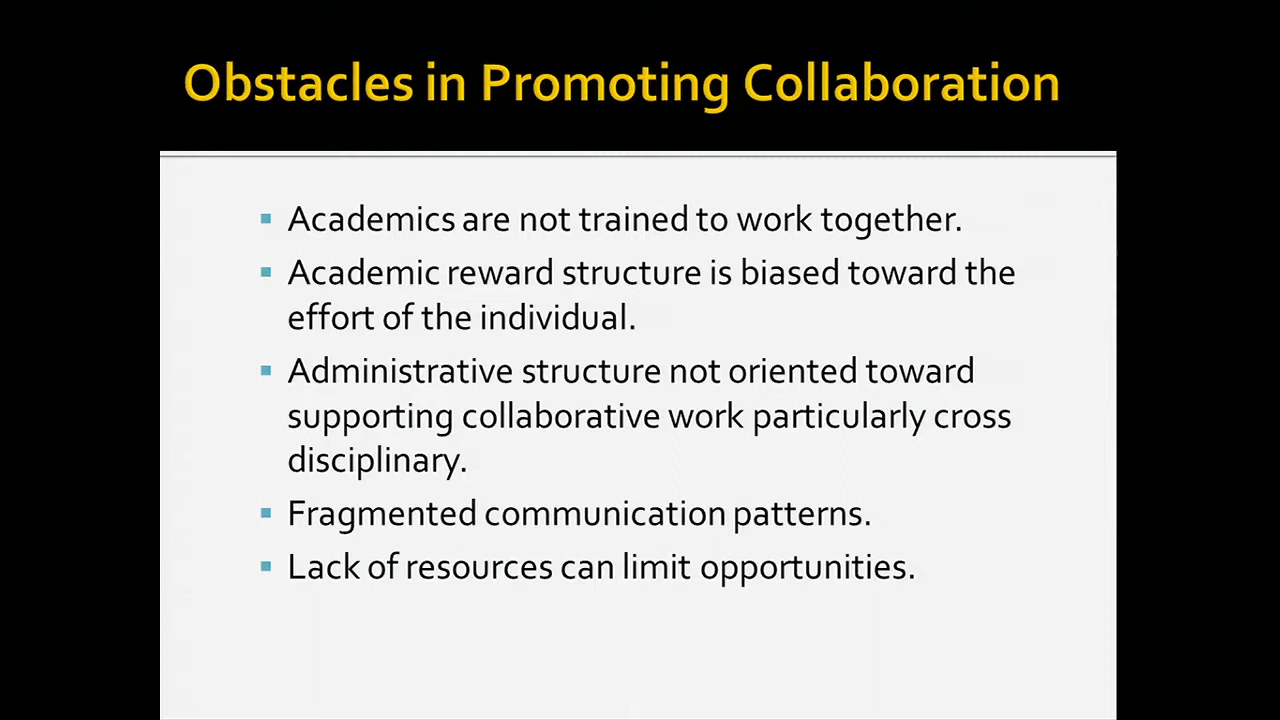 Obstacles in Promoting Collaboration
Academics are not trained to work together.
Academic reward structure is biased toward the
effort of the individual.
Administrative structure not oriented toward
supporting collaborative work particularly cross
disciplinary.
Fragmented communication patterns.
Lack of resources can limit opportunities.